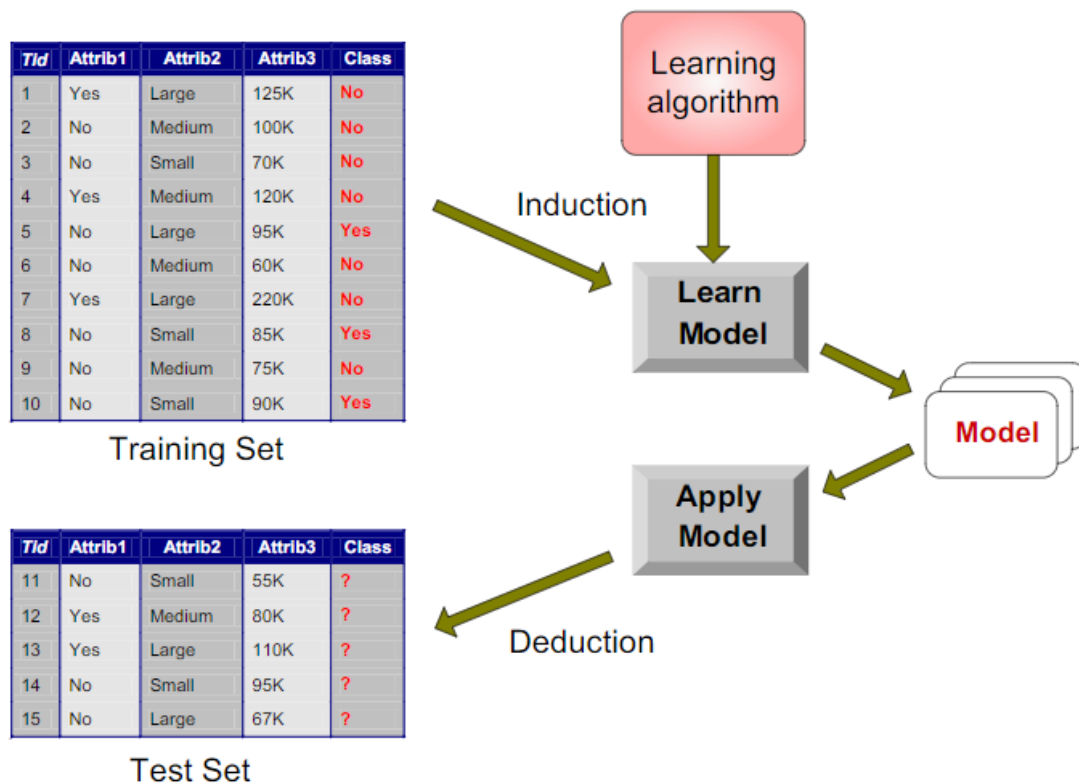 Tid Attrib1 Attrib2 Attrib3 Class
1 Yes Large 125K No
2 No Medium 100K No
3 No Small 70K No
4 Yes Medium 120K No
5 No Large 95K Yes
6 No Medium 60K No
7 Yes Large 220K No
8 No Small 85K Yes
9 No Medium 75K No
10 No Small 90K Yes
Training Set
Learning
algorithm
Induction
Learn
Model
Model
Apply
Model
Deduction
Tid Attrib1 Attrib2 Attrib3 Class
11 No Small 55K ?
12 Yes Medium 80K ?
13 Yes Large 110K ?
14 No Small 95K ?
15 No Large 67K ?
Test Set